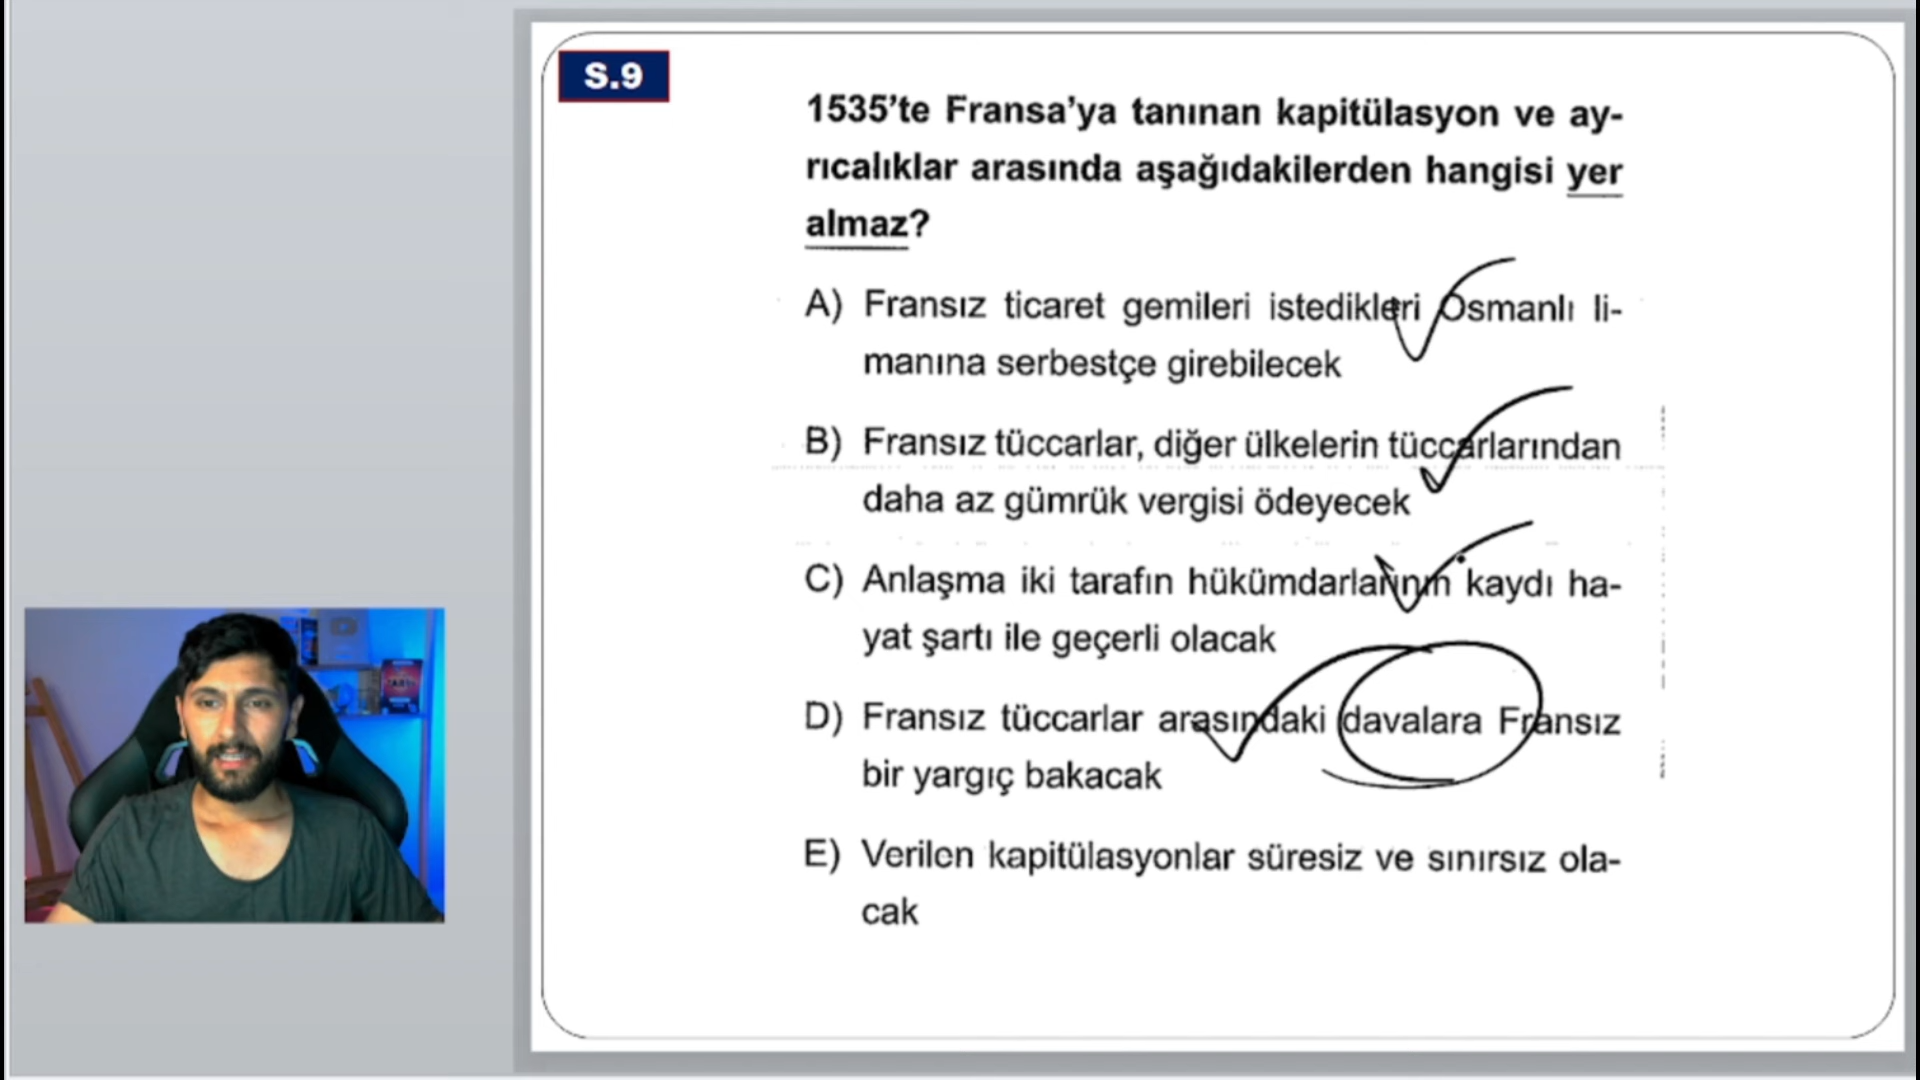 S.9
1535'te Fransa'ya tanınan kapitülasyon ve ay-
rıcalıklar arasında aşağıdakilerden hangisi yer
almaz?
A) Fransız ticaret gemileri istedikleri Osmanlı li-
manına serbestçe girebilecek
B) Fransız tüccarlar, diğer ülkelerin tüccarlarından
daha az gümrük vergisi ödeyecek
C) Anlaşma iki tarafın hükümdarlarının kaydı ha-
yat şartı ile geçerli olacak
D) Fransız tüccarlar arasındaki davalara Fransız
bir yargıç bakacak
E) Verilen kapitülasyonlar süresiz ve sınırsız ola-
cak